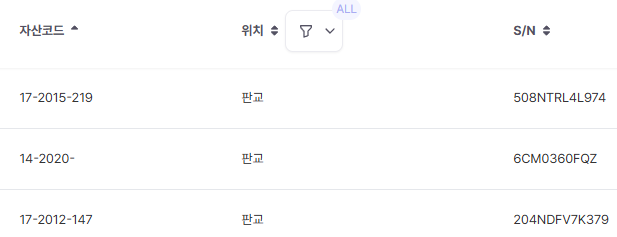 ALL
자산코드 위치 S/N
17-2015-219 판교 508NTRL4L974
14-2020- 판교 6CM0360FQZ
17-2012-147 판교 204NDFV7K379